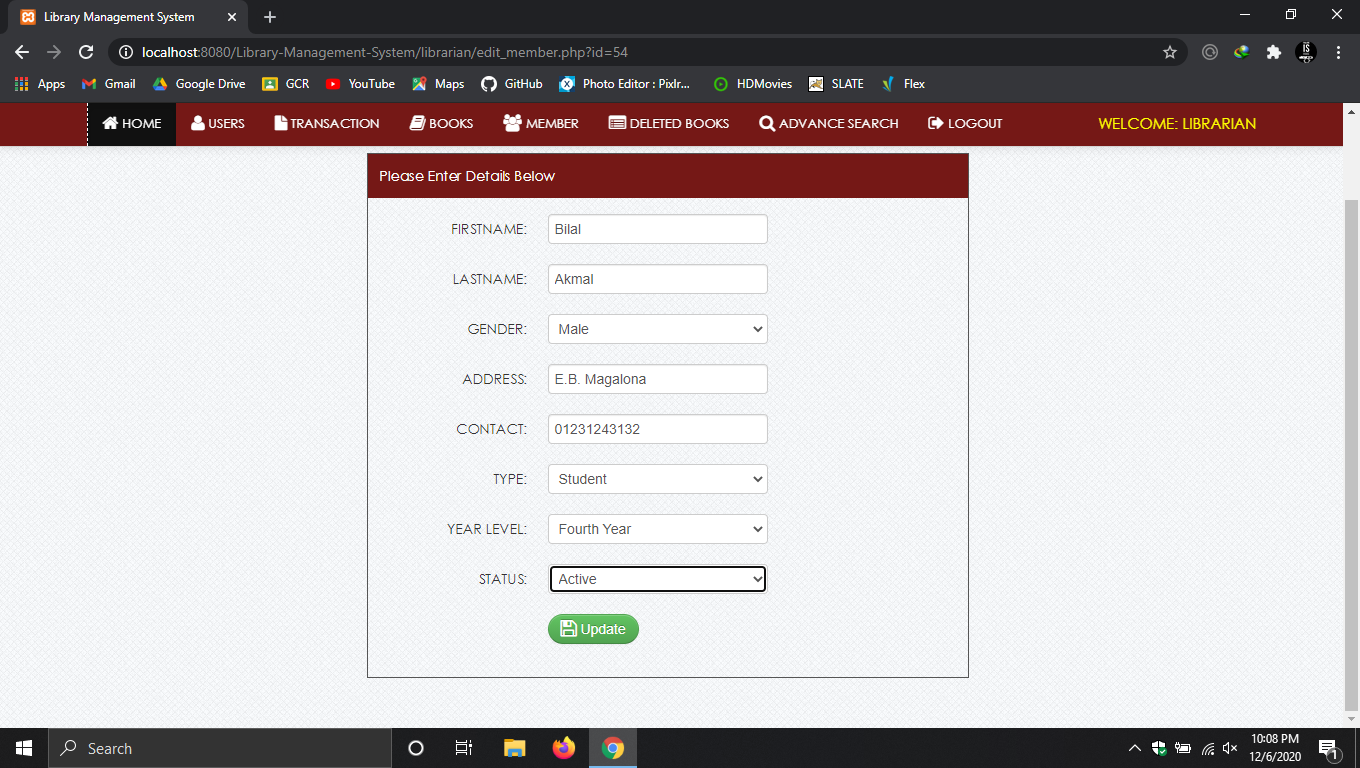 Library Management System
localhost:8080/Library-Management-System/librarian/edit_member.php?id=54
Apps Gmail Google Drive GCR YouTube Maps GitHub Photo Editor : Pixlr... HDMovies SLATE Flex
HOME USERS TRANSACTION BOOKS MEMBER DELETED BOOKS ADVANCE SEARCH LOGOUT WELCOME: LIBRARIAN
Please Enter Details Below
FIRSTNAME: Bilal
LASTNAME: Akmal
GENDER: Male
ADDRESS: E.B. Magalona
CONTACT: 01231243132
TYPE: Student
YEAR LEVEL: Fourth Year
STATUS: Active
Update
Search
10:08 PM
12/6/2020
1